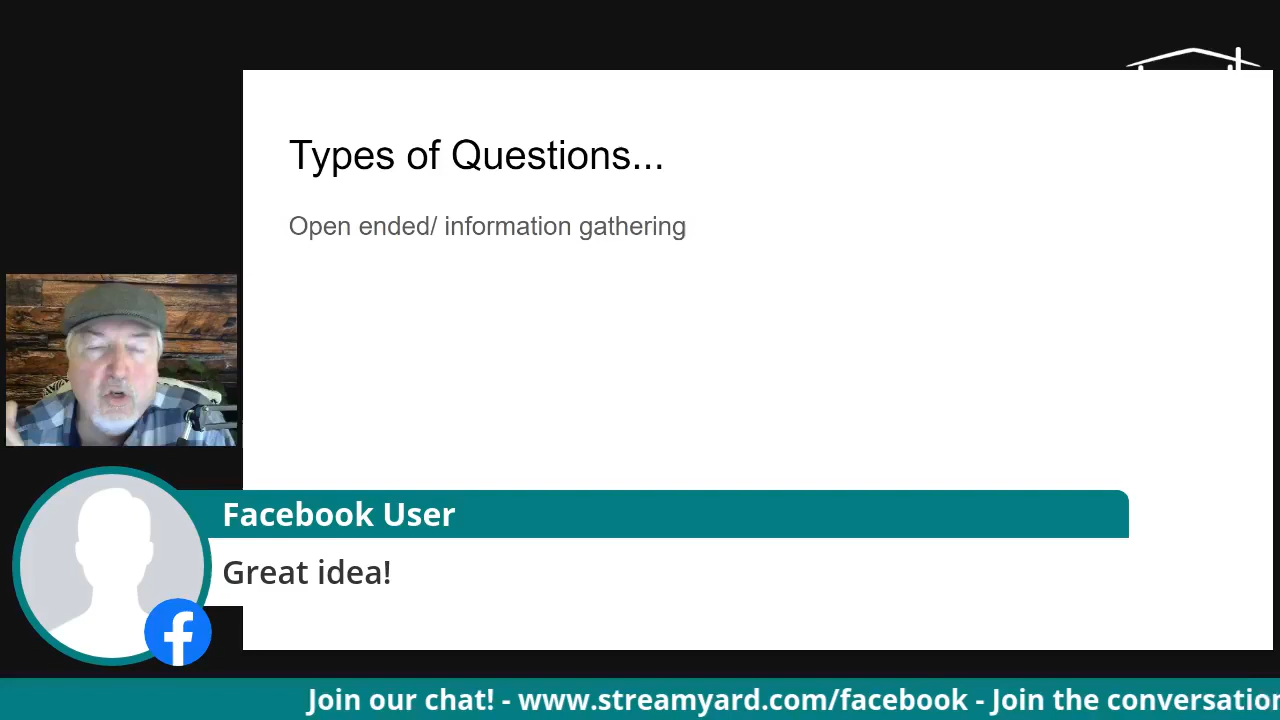 Types of Questions...
Open ended/ information gathering
Facebook User
Great idea!
Join our chat! - www.streamyard.com/facebook - Join the conversation